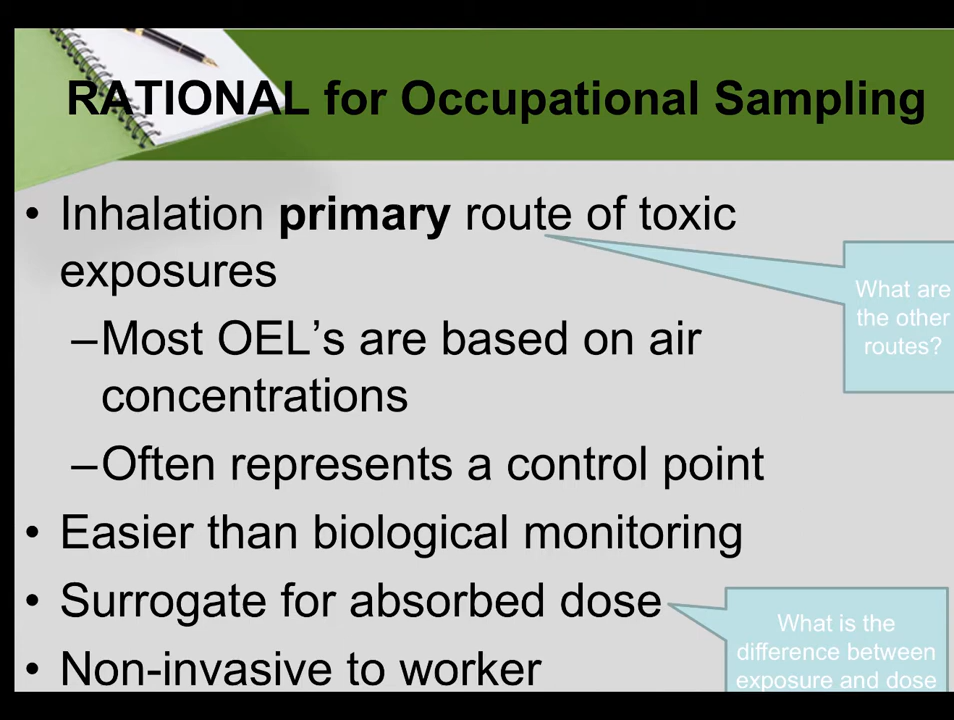 RATIONAL for Occupational Sampling
• Inhalation primary route of toxic
exposures
–Most OEL’s are based on air
concentrations
–Often represents a control point
• Easier than biological monitoring
• Surrogate for absorbed dose
• Non-invasive to worker
What are
the other
routes?
What is the
difference between
exposure and dose